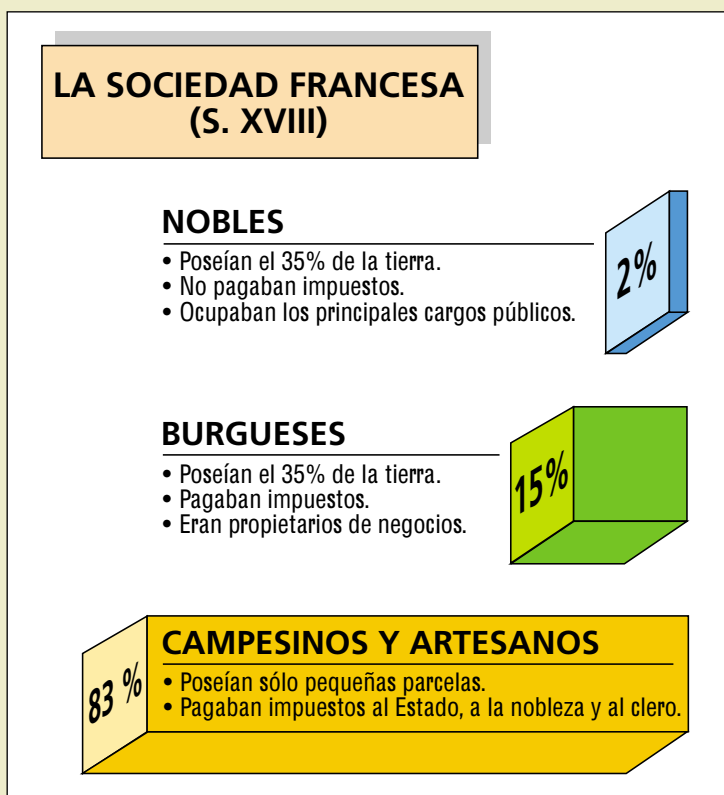 LA SOCIEDAD FRANCESA
(S. XVIII)
NOBLES
• Poseían el 35% de la tierra.
• No pagaban impuestos.
• Ocupaban los principales cargos públicos.
2%
BURGUESES
• Poseían el 35% de la tierra.
• Pagaban impuestos.
• Eran propietarios de negocios.
15%
CAMPESINOS Y ARTESANOS
• Poseían sólo pequeñas parcelas.
• Pagaban impuestos al Estado, a la nobleza y al clero.
83 %